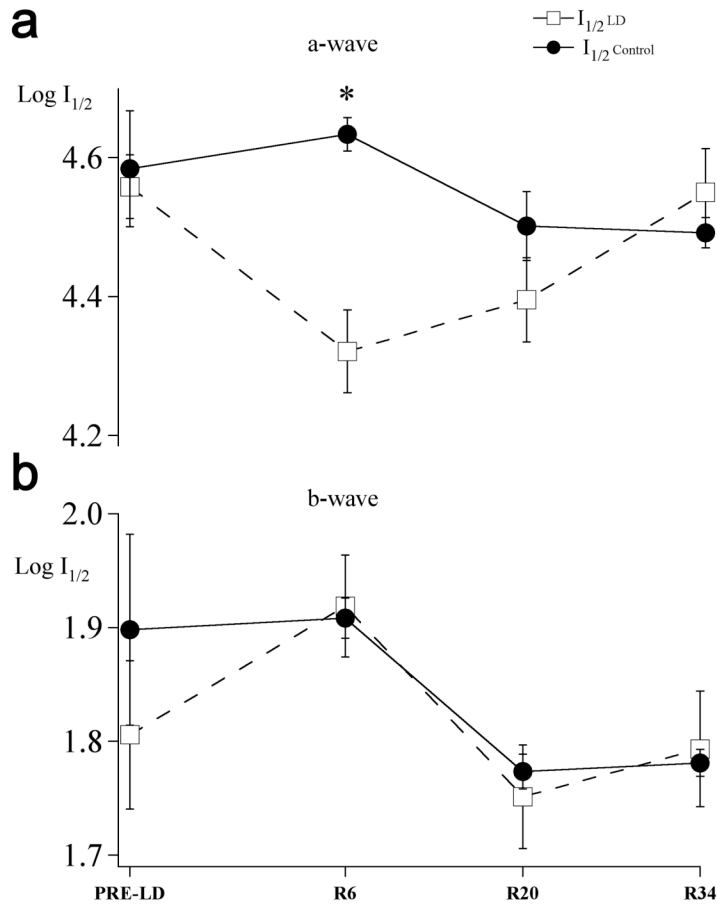 a
I1/2 LD
I1/2 Control
a-wave
Log I1/2
*
4.6
4.4
4.2
b
b-wave
2.0
Log I1/2
1.9
1.8
1.7
PRE-LD R6 R20 R34